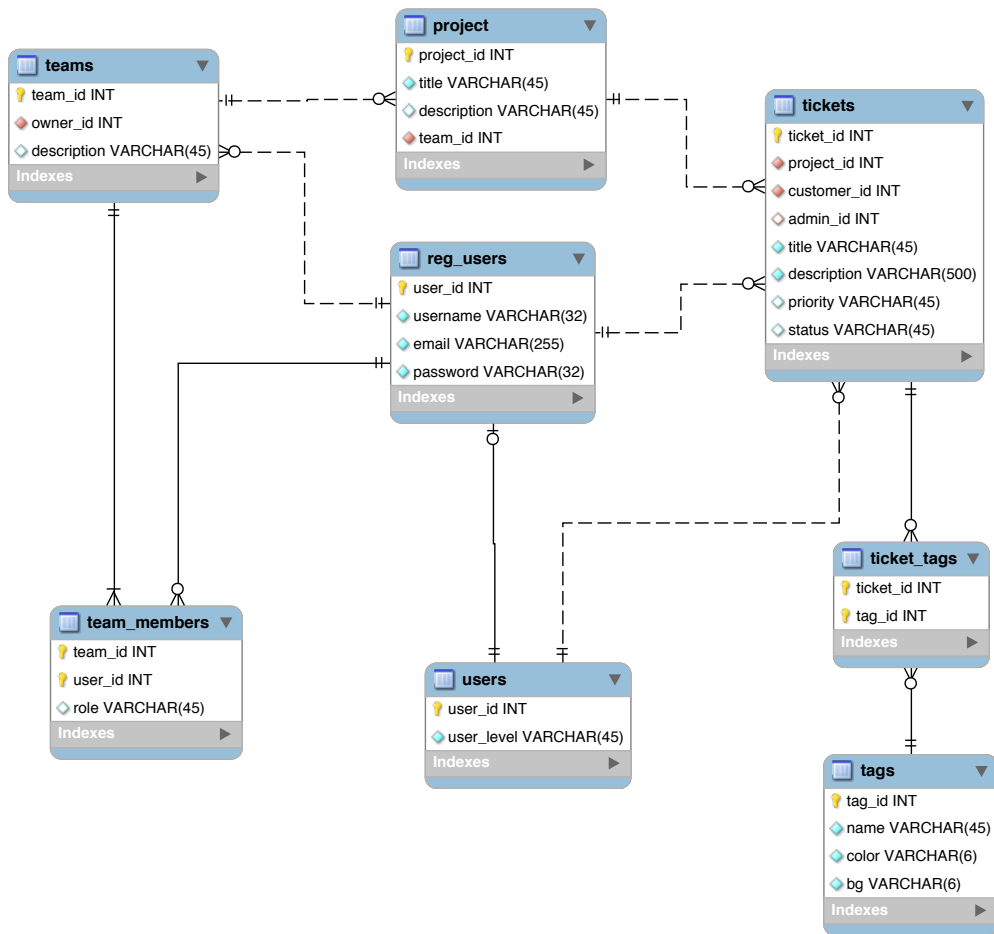 teams
team_id INT
owner_id INT
description VARCHAR(45)
Indexes
project
project_id INT
title VARCHAR(45)
description VARCHAR(45)
team_id INT
Indexes
tickets
ticket_id INT
project_id INT
customer_id INT
admin_id INT
title VARCHAR(45)
description VARCHAR(500)
priority VARCHAR(45)
status VARCHAR(45)
Indexes
reg_users
user_id INT
username VARCHAR(32)
email VARCHAR(255)
password VARCHAR(32)
Indexes
team_members
team_id INT
user_id INT
role VARCHAR(45)
Indexes
users
user_id INT
user_level VARCHAR(45)
Indexes
ticket_tags
ticket_id INT
tag_id INT
Indexes
tags
tag_id INT
name VARCHAR(45)
color VARCHAR(6)
bg VARCHAR(6)
Indexes